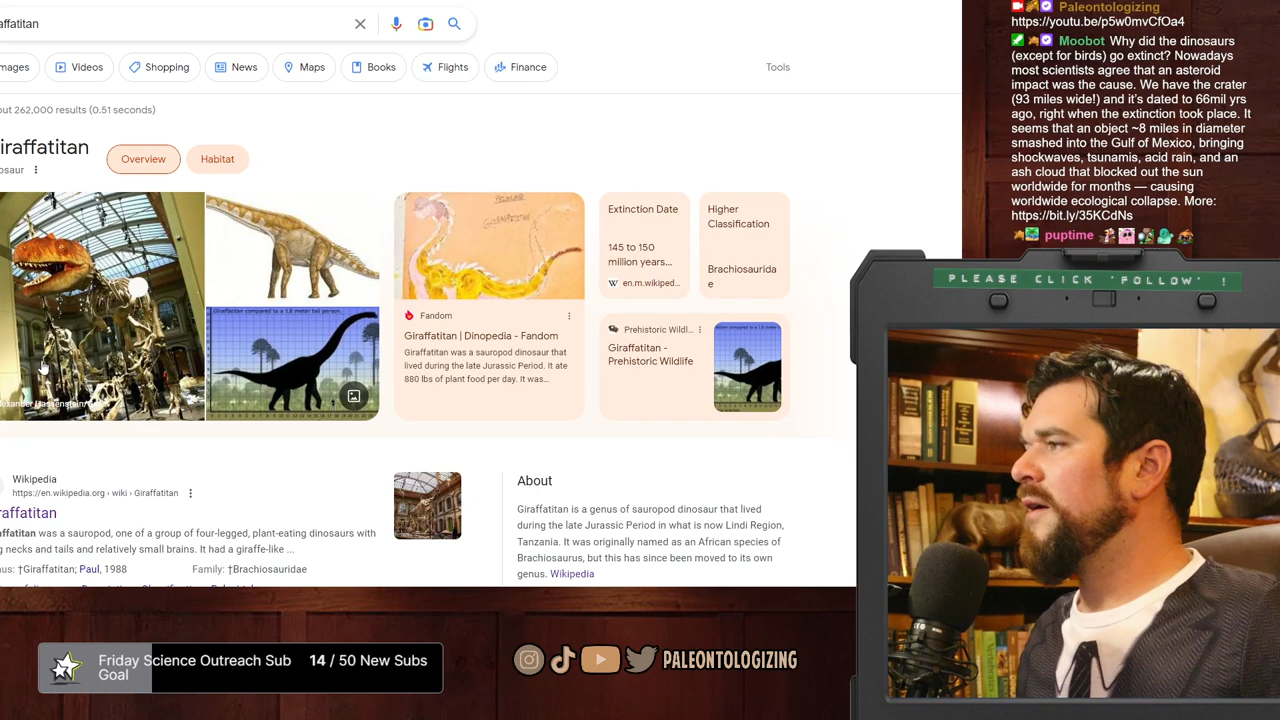 affatitan
mages
Videos
Shopping
News
Maps
Books
Flights
Finance
Tools
out 262,000 results (0.51 seconds)
iraffatitan
osaur
Overview
Habitat
Giraffatitan compared to a 1.8 meter tall person.
Fandom
Giraffatitan | Dinopedia - Fandom
Giraffatitan was a sauropod dinosaur that
lived during the late Jurassic Period. It ate
880 lbs of plant food per day. It was...
Extinction Date
145 to 150
million years...
W en.m.wikiped...
Higher
Classification
Brachiosaurida
e
Prehistoric Wildl...
Giraffatitan -
Prehistoric Wildlife
Wikipedia
https://en.wikipedia.org › wiki › Giraffatitan
raffatitan
affatitan was a sauropod, one of a group of four-legged, plant-eating dinosaurs with
g necks and tails and relatively small brains. It had a giraffe-like ...
nus: †Giraffatitan; Paul, 1988
Family: †Brachiosauridae
About
Giraffatitan is a genus of sauropod dinosaur that lived
during the late Jurassic Period in what is now Lindi Region,
Tanzania. It was originally named as an African species of
Brachiosaurus, but this has since been moved to its own
genus. Wikipedia
Paleontologizing
https://youtu.be/p5w0mvCfOa4
Moobot Why did the dinosaurs
(except for birds) go extinct? Nowadays
most scientists agree that an asteroid
impact was the cause. We have the crater
(93 miles wide!) and it's dated to 66mil yrs
ago, right when the extinction took place. It
seems that an object ~8 miles in diameter
smashed into the Gulf of Mexico, bringing
shockwaves, tsunamis, acid rain, and an
ash cloud that blocked out the sun
worldwide for months — causing
worldwide ecological collapse. More:
https://bit.ly/35KCdNs
puptime
PLEASE CLICK 'FOLLOW' !
Friday Science Outreach Sub
Goal
14 / 50 New Subs
PALEONTOLOGIZING